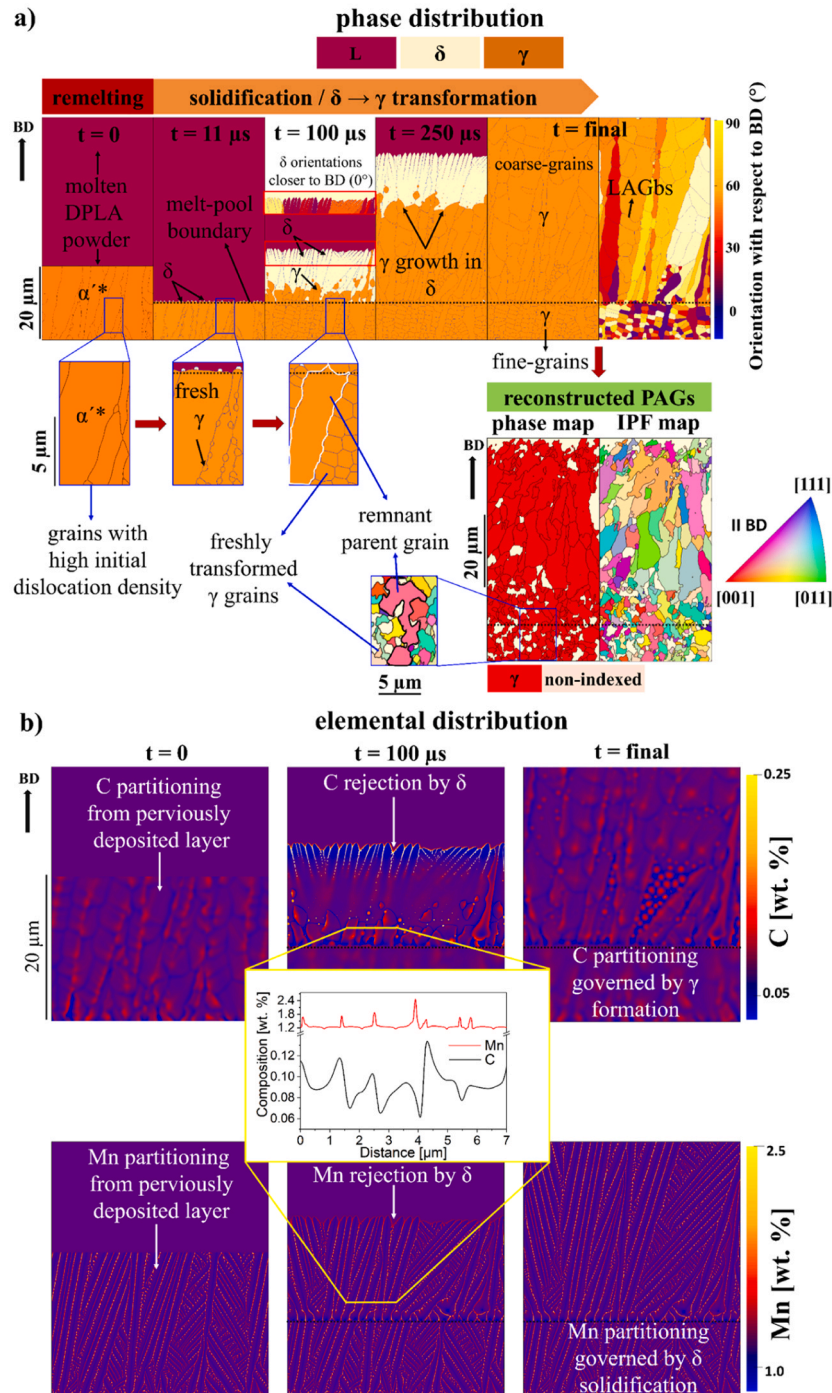 a)
phase distribution
L
δ
γ
remelting
solidification / δ → γ transformation
BD
t = 0
t = 11 µs
t = 100 µs
t = 250 µs
t = final
molten
DPLA
powder
melt-pool
boundary
δ orientations
closer to BD (0°)
coarse-grains
LAGbs
δ
γ
γ
γ growth in
δ
α´*
δ
20 µm
γ
90
60
30
0
Orientation with respect to BD (°)
fine-grains
α´*
fresh
γ
5 µm
reconstructed PAGs
phase map
IPF map
BD
20 µm
grains with
high initial
dislocation density
freshly
transformed
γ grains
remnant
parent grain
5 µm
[111]
II BD
[001]
[011]
γ
non-indexed
b)
elemental distribution
BD
t = 0
t = 100 µs
t = final
C partitioning
from perviously
deposited layer
C rejection by δ
C partitioning
governed by γ
formation
20 µm
0.25
0.05
C [wt. %]
Composition [wt. %]
2.4
1.8
1.2
0.12
0.10
0.08
0.06
Mn
C
0 1 2 3 4 5 6 7
Distance [µm]
Mn partitioning
from perviously
deposited layer
Mn rejection by δ
Mn partitioning
governed by δ
solidification
2.5
1.0
Mn [wt. %]